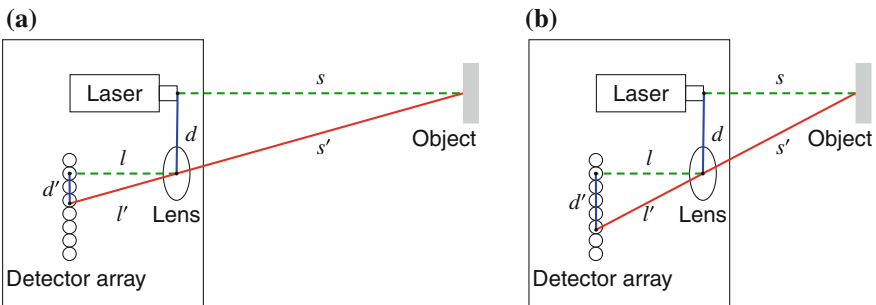 (a)
Laser
s
Object
d
s′
l
d′
l′
Lens
Detector array
(b)
Laser
s
Object
d
s′
l
d′
l′
Lens
Detector array